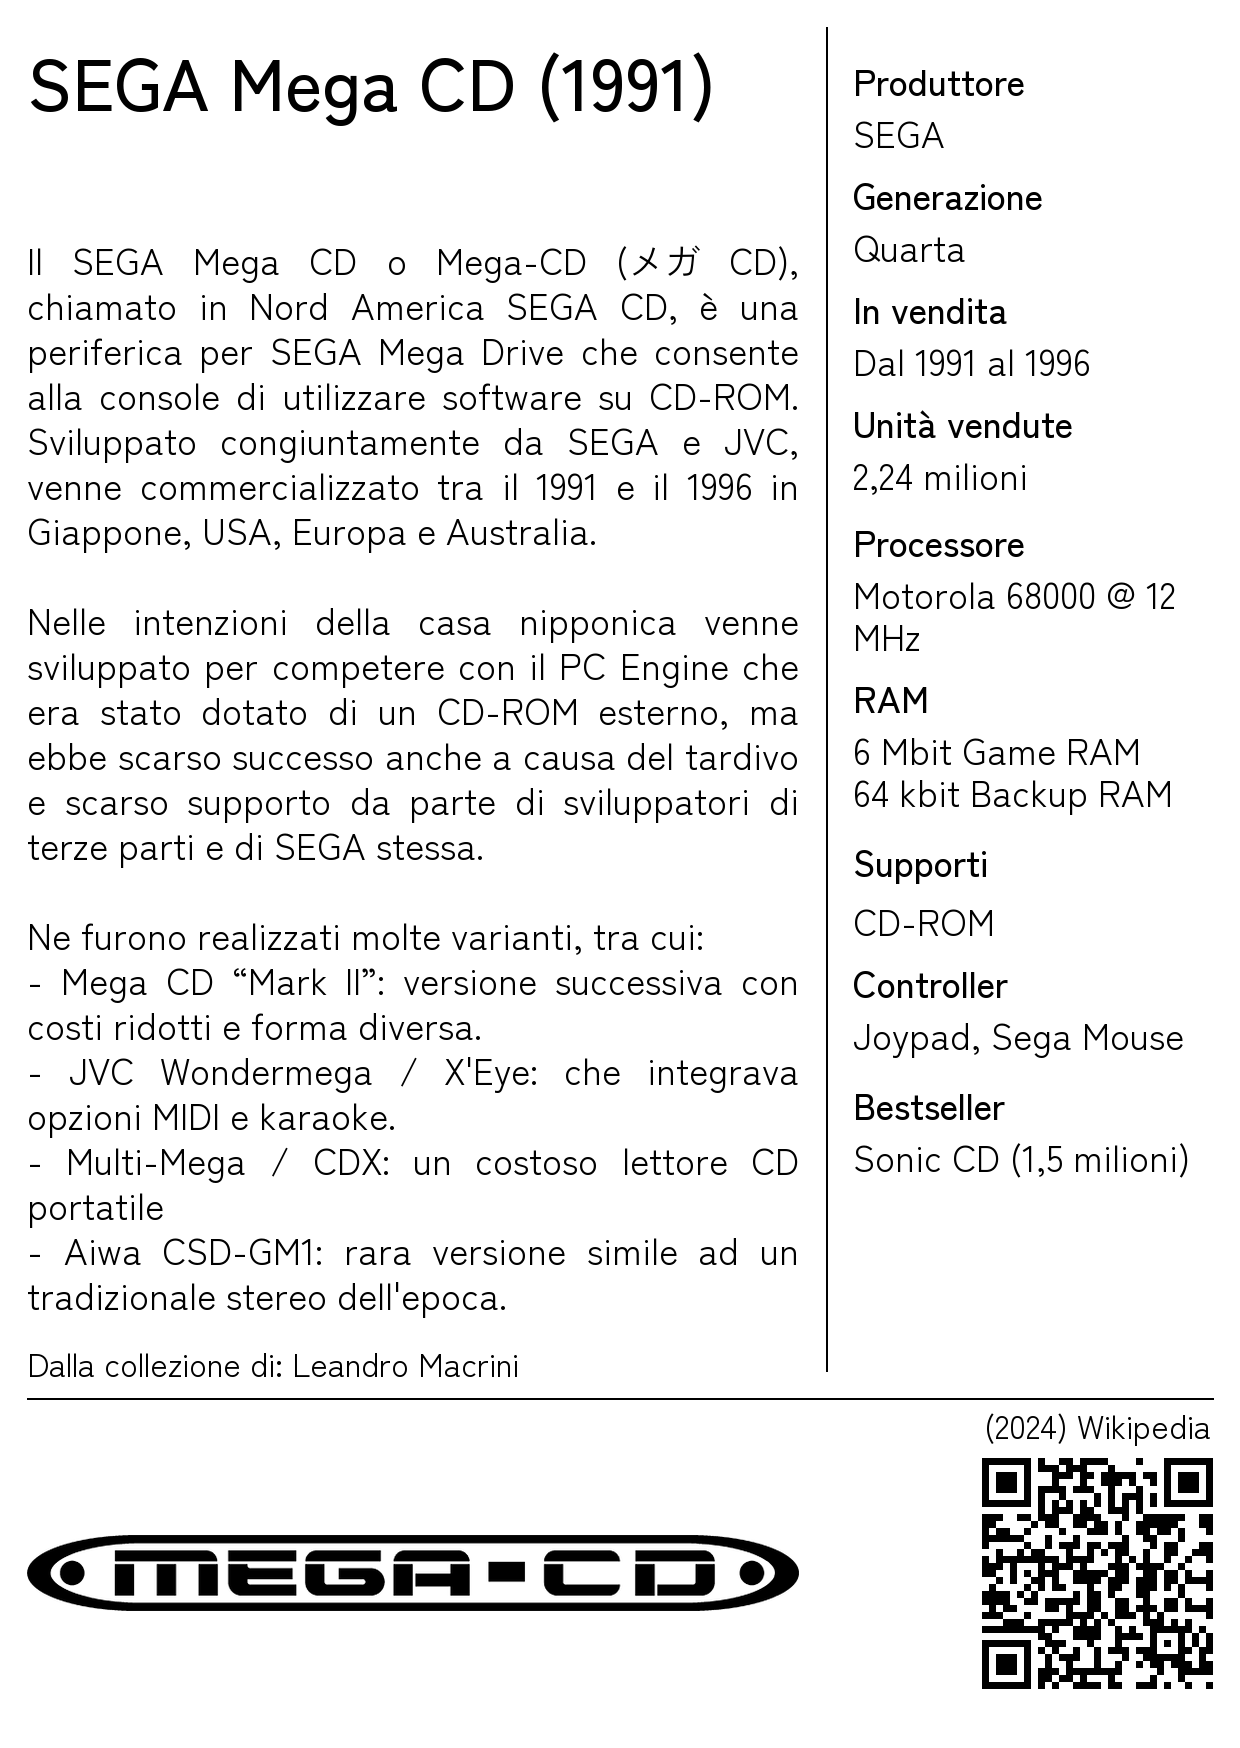 SEGA Mega CD (1991)
Il SEGA Mega CD o Mega-CD (メガ CD),
chiamato in Nord America SEGA CD, è una
periferica per SEGA Mega Drive che consente
alla console di utilizzare software su CD-ROM.
Sviluppato congiuntamente da SEGA e JVC,
venne commercializzato tra il 1991 e il 1996 in
Giappone, USA, Europa e Australia.
Nelle intenzioni della casa nipponica venne
sviluppato per competere con il PC Engine che
era stato dotato di un CD-ROM esterno, ma
ebbe scarso successo anche a causa del tardivo
e scarso supporto da parte di sviluppatori di
terze parti e di SEGA stessa.
Ne furono realizzati molte varianti, tra cui:
- Mega CD “Mark II”: versione successiva con
costi ridotti e forma diversa.
- JVC Wondermega / X'Eye: che integrava
opzioni MIDI e karaoke.
- Multi-Mega / CDX: un costoso lettore CD
portatile
- Aiwa CSD-GM1: rara versione simile ad un
tradizionale stereo dell'epoca.
Dalla collezione di: Leandro Macrini
Produttore
SEGA
Generazione
Quarta
In vendita
Dal 1991 al 1996
Unità vendute
2,24 milioni
Processore
Motorola 68000 @ 12
MHz
RAM
6 Mbit Game RAM
64 kbit Backup RAM
Supporti
CD-ROM
Controller
Joypad, Sega Mouse
Bestseller
Sonic CD (1,5 milioni)
(2024) Wikipedia
MEGA-CD